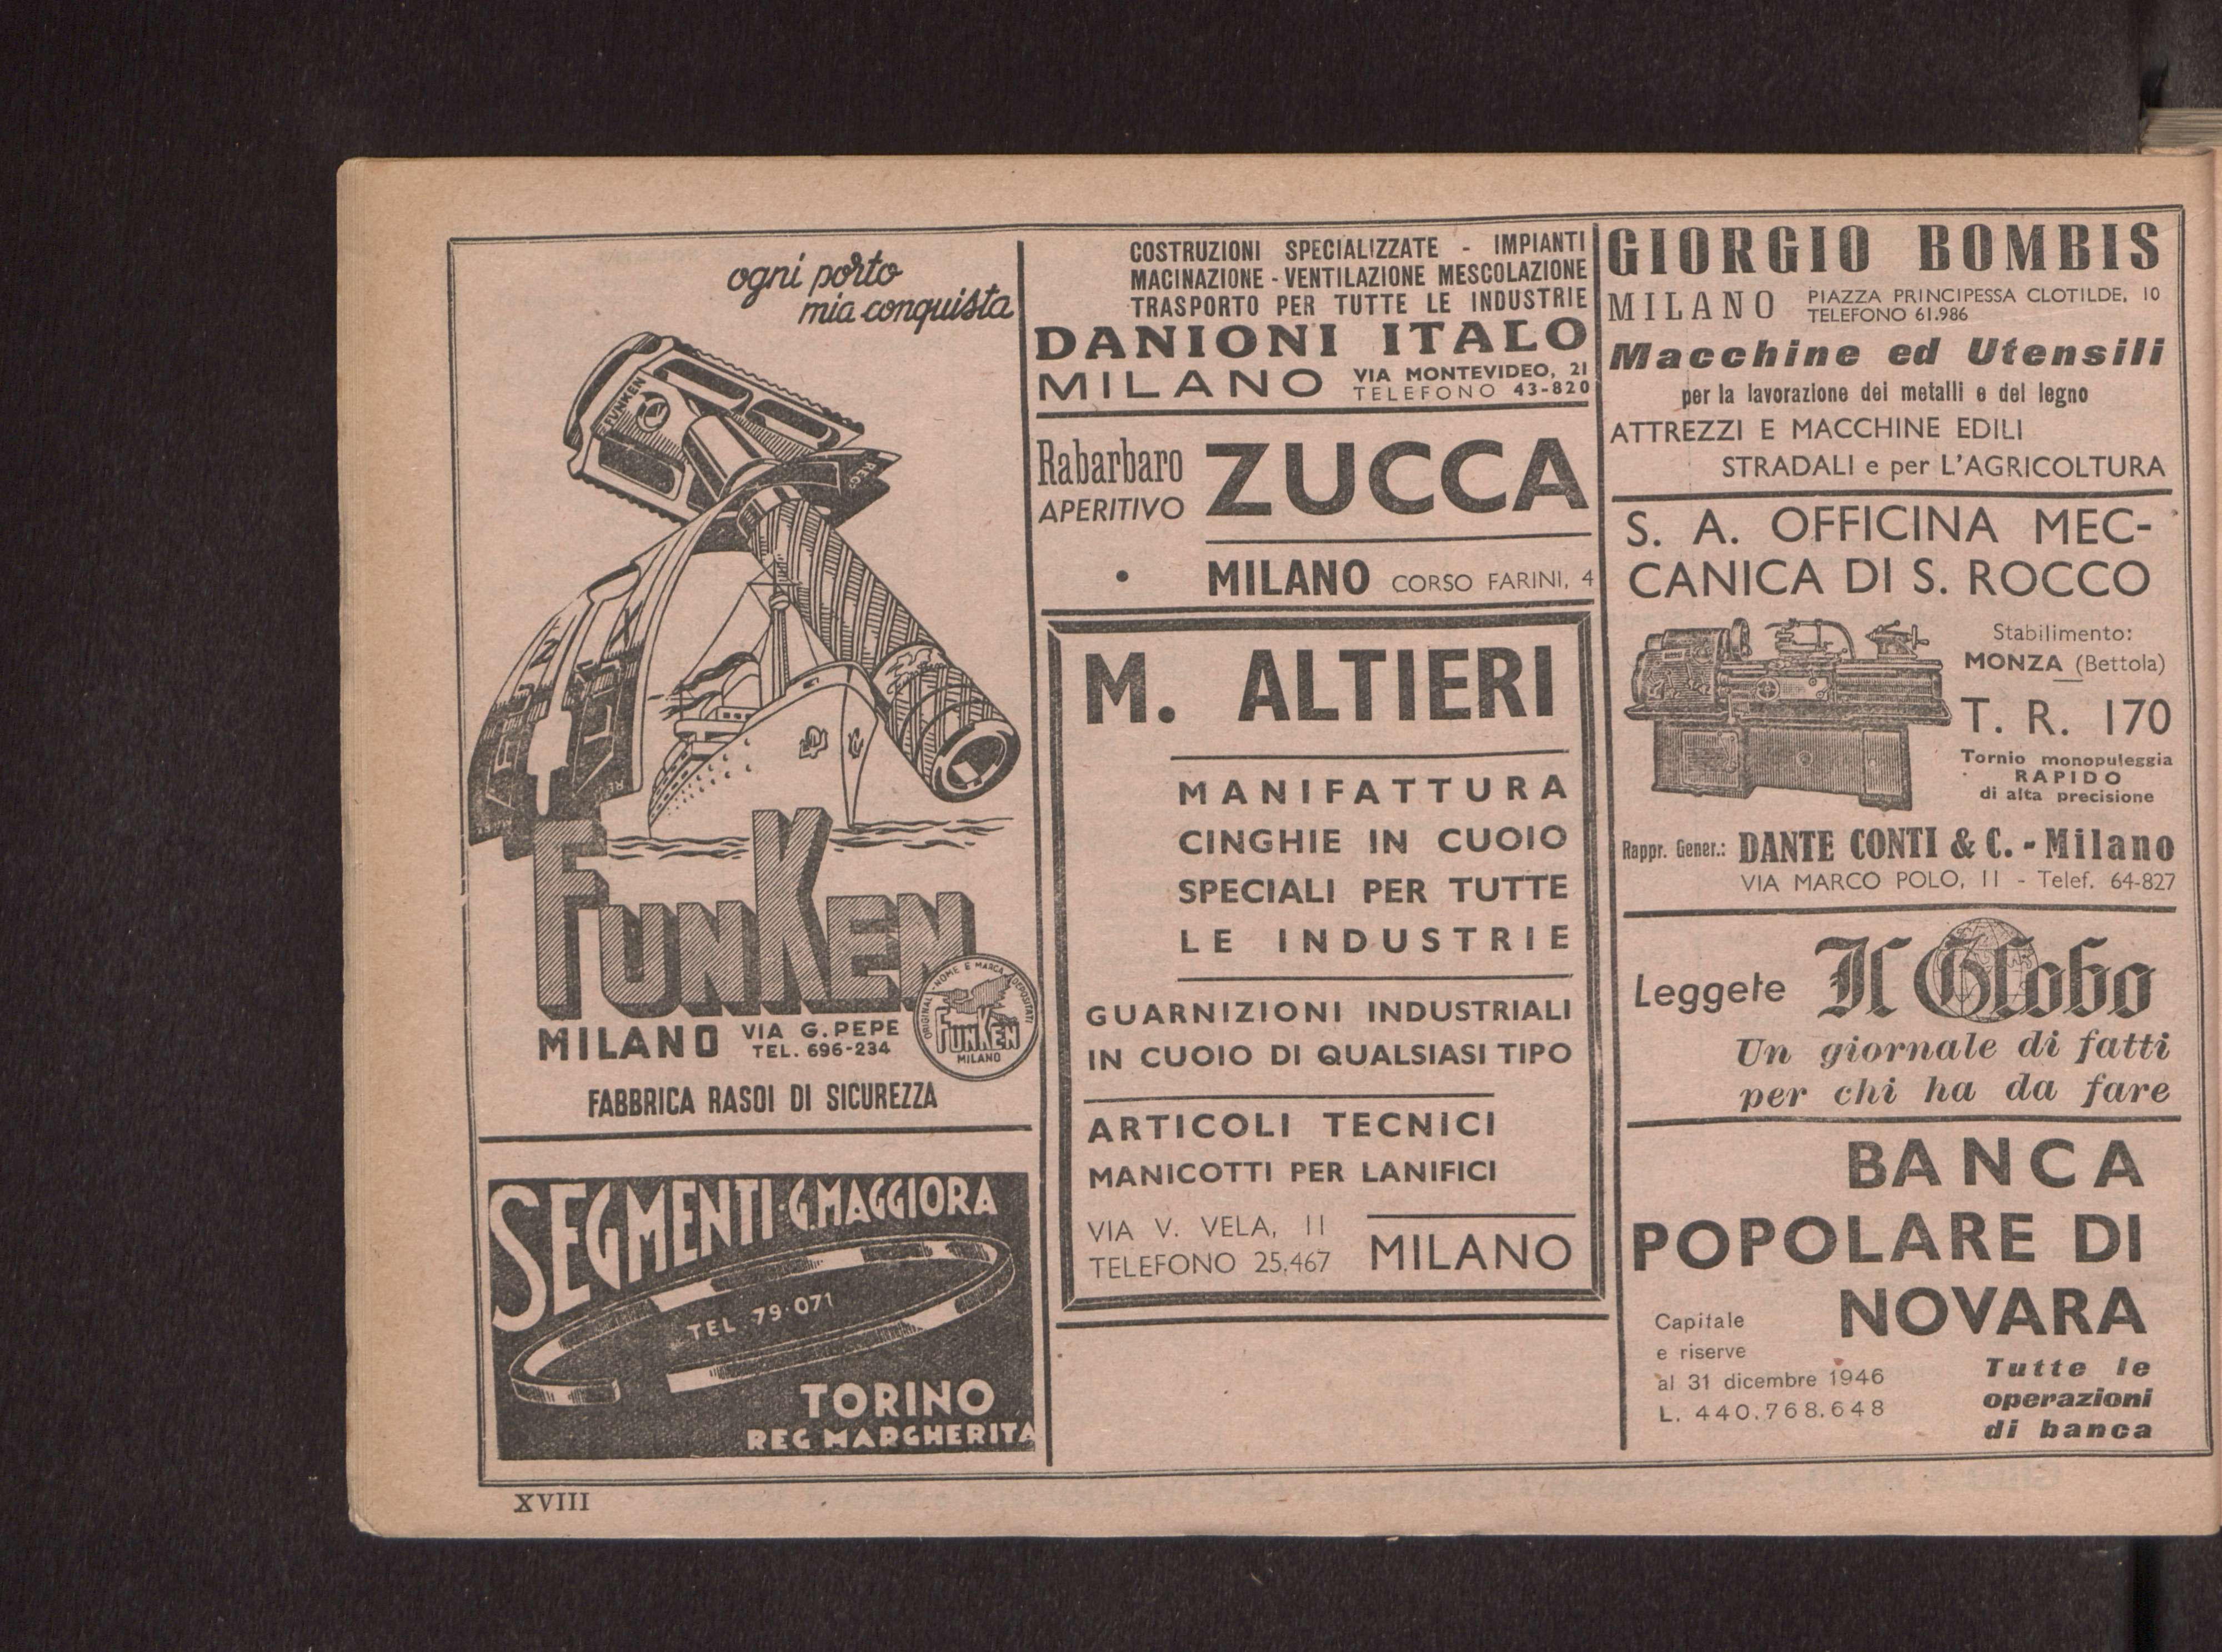 ogni porto
mia conquista
FUNKEN
REG.
FUNKEN
ORIGINAL - NOME E MARCA DEPOSITATI
FUNKEN
MILANO
MILANO VIA G. PEPE
TEL. 696-234
FABBRICA RASOI DI SICUREZZA
SEGMENTI·G.MAGGIORA
TEL. 79·071
TORINO
REG MARGHERITA
XVIII
COSTRUZIONI SPECIALIZZATE - IMPIANTI
MACINAZIONE - VENTILAZIONE MESCOLAZIONE
TRASPORTO PER TUTTE LE INDUSTRIE
DANIONI ITALO
MILANO VIA MONTEVIDEO, 21
TELEFONO 43-820
Rabarbaro ZUCCA
APERITIVO
• MILANO CORSO FARINI, 4
M. ALTIERI
MANIFATTURA
CINGHIE IN CUOIO
SPECIALI PER TUTTE
LE INDUSTRIE
GUARNIZIONI INDUSTRIALI
IN CUOIO DI QUALSIASI TIPO
ARTICOLI TECNICI
MANICOTTI PER LANIFICI
VIA V. VELA, 11
TELEFONO 25.467 MILANO
GIORGIO BOMBIS
MILANO PIAZZA PRINCIPESSA CLOTILDE, 10
TELEFONO 61.986
Macchine ed Utensili
per la lavorazione dei metalli e del legno
ATTREZZI E MACCHINE EDILI
STRADALI e per L'AGRICOLTURA
S. A. OFFICINA MEC-
CANICA DI S. ROCCO
Stabilimento:
MONZA (Bettola)
T. R. 170
Tornio monopuleggia
RAPIDO
di alta precisione
Rappr. Gener.: DANTE CONTI & C. - Milano
VIA MARCO POLO, 11 - Telef. 64-827
Leggete Il Globo
Un giornale di fatti
per chi ha da fare
BANCA
POPOLARE DI
NOVARA
Capitale
e riserve
al 31 dicembre 1946
L. 440.768.648
Tutte le
operazioni
di banca